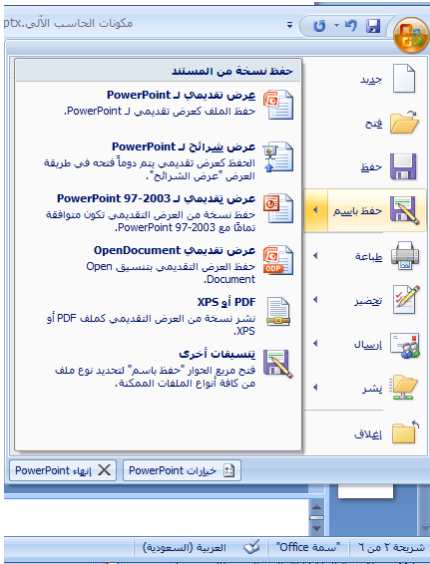 مكونات الحاسب الآلي.ptx
جديد
فتح
حفظ
حفظ باسم
طباعة
تحضير
إرسال
نشر
إغلاق
حفظ نسخة من المستند
عرض تقديمي لـ PowerPoint
حفظ الملف كعرض تقديمي لـ PowerPoint.
عرض شرائح لـ PowerPoint
الحفظ كعرض تقديمي يتم دوماً فتحه في طريقة
العرض "عرض الشرائح".
عرض تقديمي لـ PowerPoint 97-2003
حفظ نسخة من العرض التقديمي تكون متوافقة
تمامًا مع PowerPoint 97-2003.
عرض تقديمي OpenDocument
حفظ العرض التقديمي بتنسيق Open
Document.
PDF أو XPS
نشر نسخة من العرض التقديمي كملف PDF أو
XPS.
تنسيقات أخرى
فتح مربع الحوار "حفظ باسم" لتحديد نوع ملف
من كافة أنواع الملفات الممكنة.
خيارات PowerPoint
إنهاء PowerPoint
شريحة ٢ من ٦
"سمة Office"
العربية (السعودية)